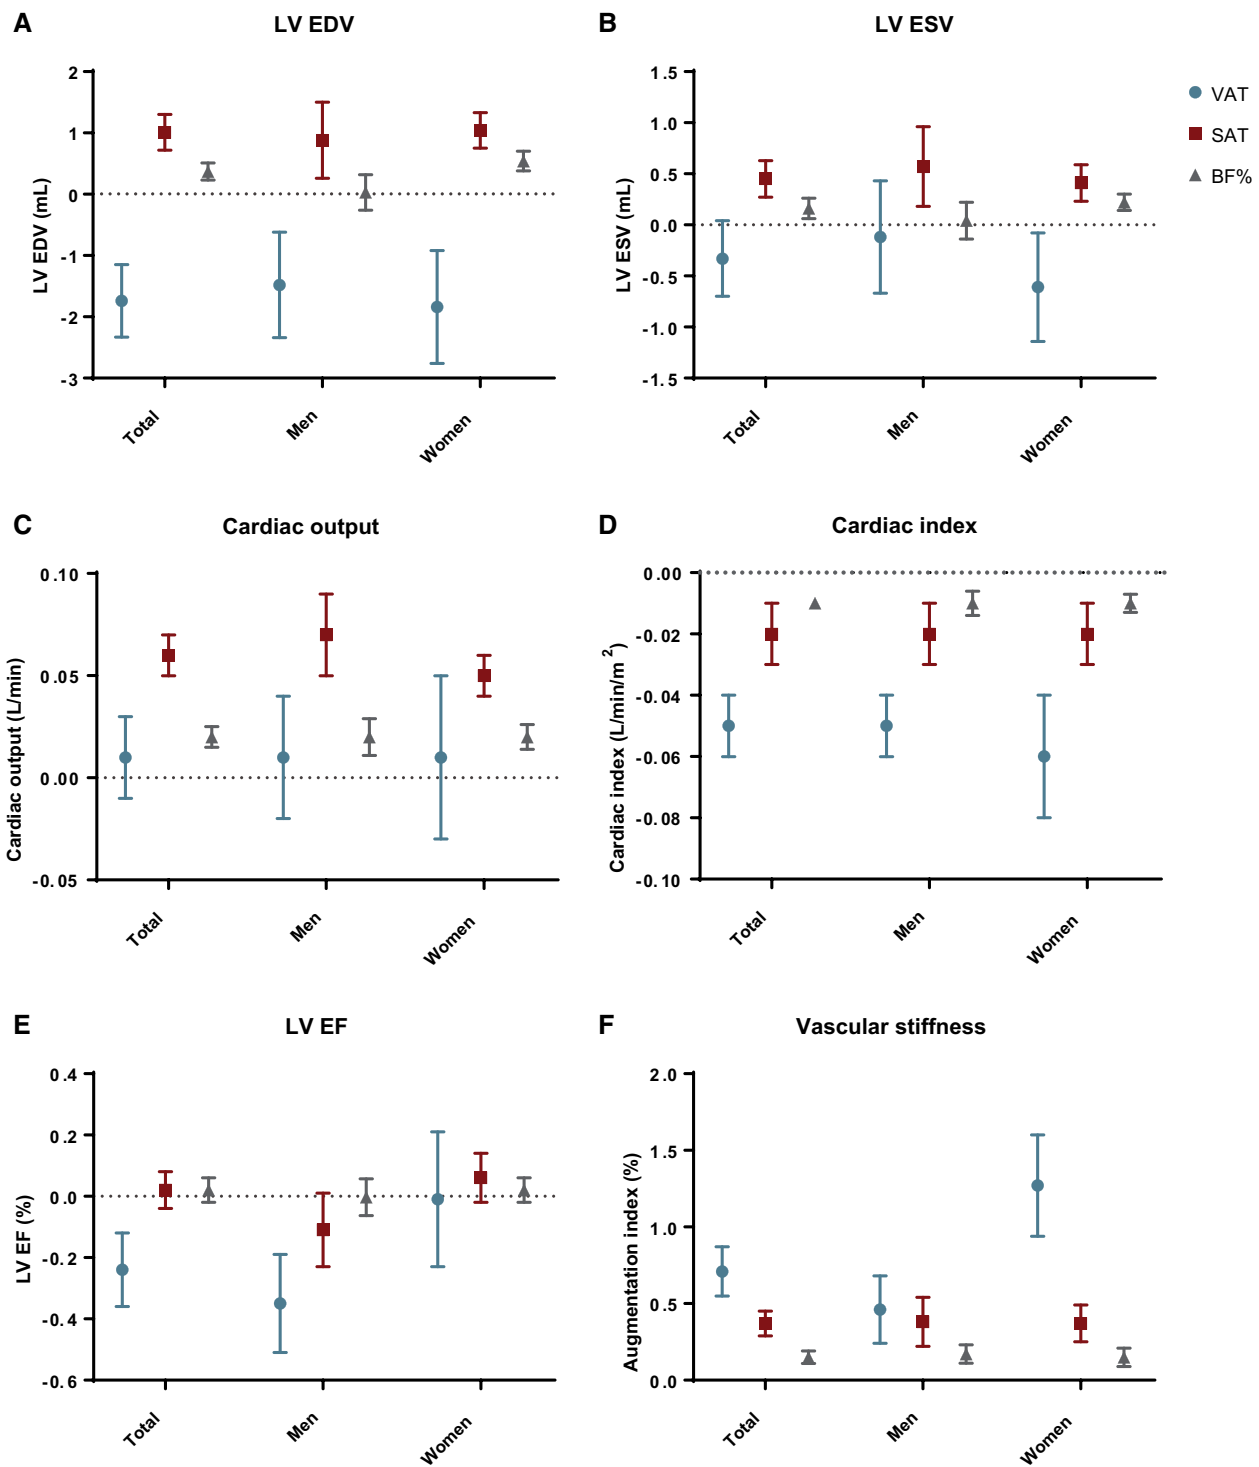 A
LV EDV
LV EDV (mL)
2
1
0
-1
-2
-3
Total
Men
Women
B
LV ESV
LV ESV (mL)
1.5
1.0
0.5
0.0
-0.5
-1.0
-1.5
Total
Men
Women
VAT
SAT
BF%
C
Cardiac output
Cardiac output (L/min)
0.10
0.05
0.00
-0.05
Total
Men
Women
D
Cardiac index
Cardiac index (L/min/m²)
0.00
-0.02
-0.04
-0.06
-0.08
-0.10
Total
Men
Women
E
LV EF
LV EF (%)
0.4
0.2
0.0
-0.2
-0.4
-0.6
Total
Men
Women
F
Vascular stiffness
Augmentation index (%)
2.0
1.5
1.0
0.5
0.0
Total
Men
Women